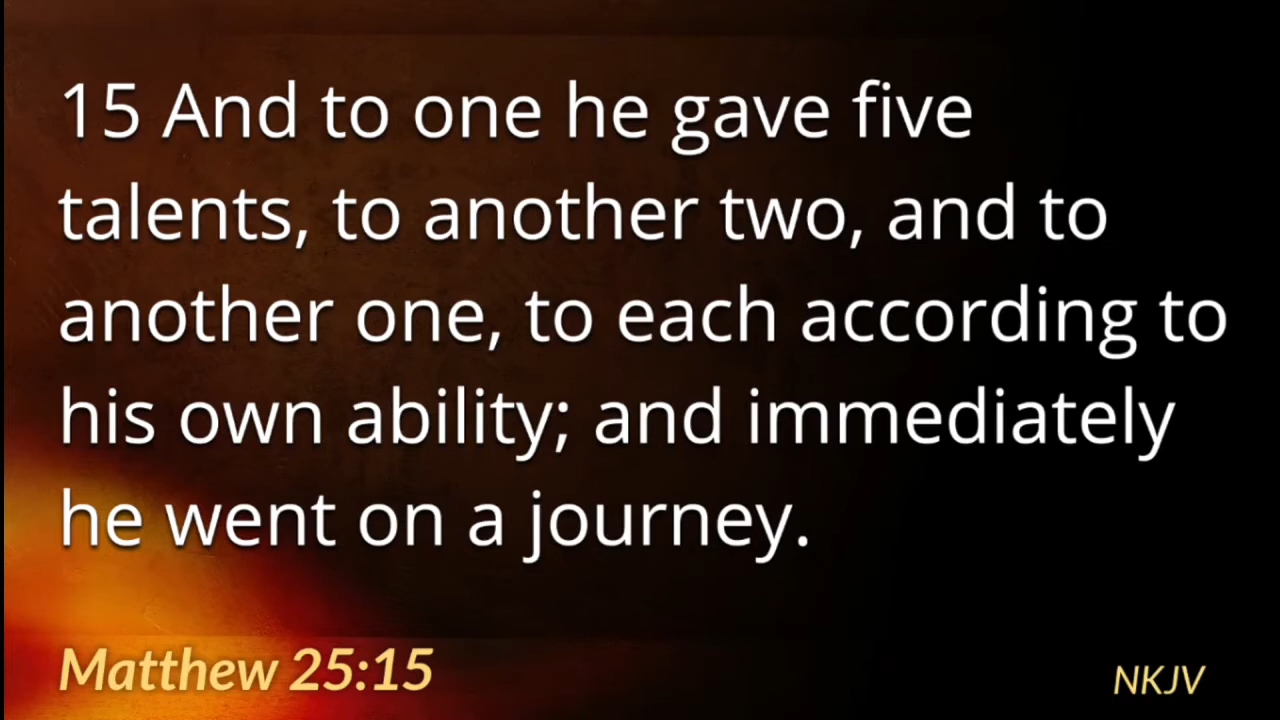 15 And to one he gave five
talents, to another two, and to
another one, to each according to
his own ability; and immediately
he went on a journey.
Matthew 25:15
NKJV